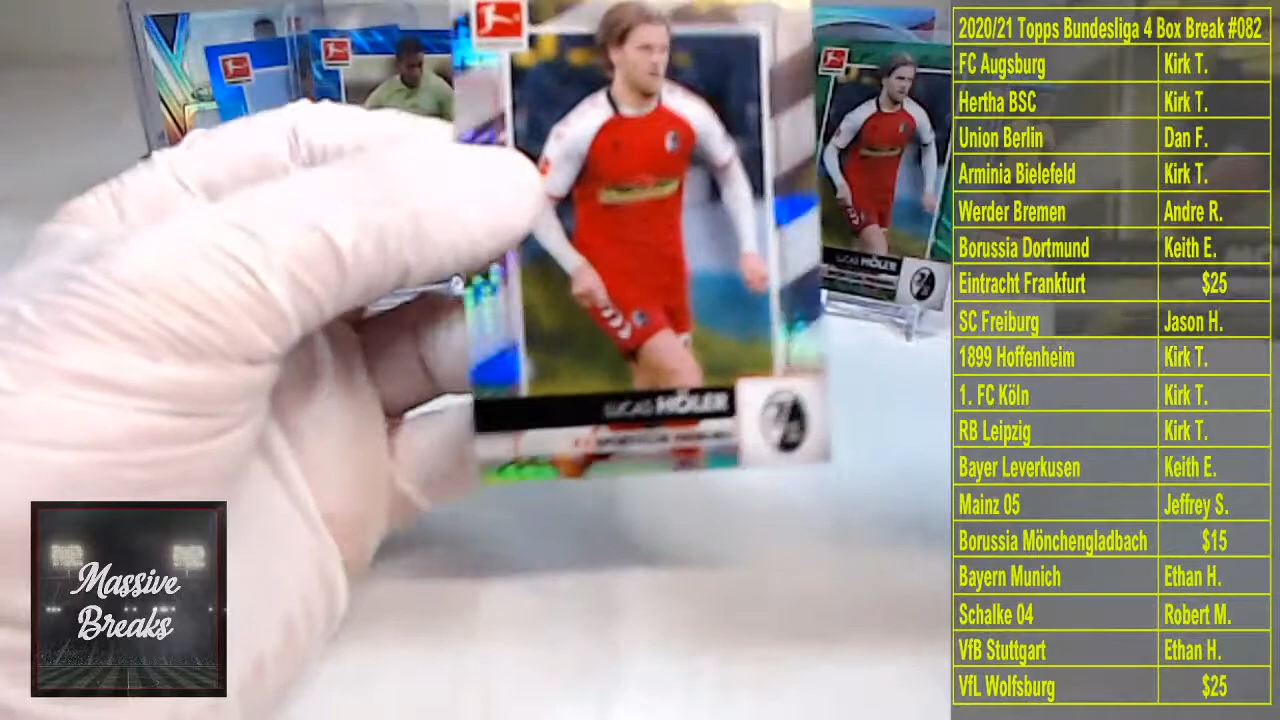 2020/21 Topps Bundesliga 4 Box Break #082
FC Augsburg Kirk T.
Hertha BSC Kirk T.
Union Berlin Dan F.
Arminia Bielefeld Kirk T.
Werder Bremen Andre R.
Borussia Dortmund Keith E.
Eintracht Frankfurt $25
SC Freiburg Jason H.
1899 Hoffenheim Kirk T.
1. FC Köln Kirk T.
RB Leipzig Kirk T.
Bayer Leverkusen Keith E.
Mainz 05 Jeffrey S.
Borussia Mönchengladbach $15
Bayern Munich Ethan H.
Schalke 04 Robert M.
VfB Stuttgart Ethan H.
VfL Wolfsburg $25
LUCAS HÖLER
LUCAS HÖLER
Massive
Breaks